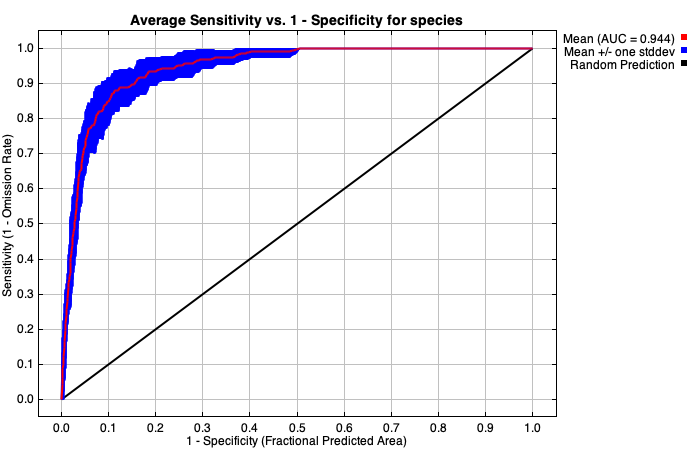 Average Sensitivity vs. 1 - Specificity for species
Mean (AUC = 0.944)
Mean +/- one stddev
Random Prediction
Sensitivity (1 - Omission Rate)
1.0
0.9
0.8
0.7
0.6
0.5
0.4
0.3
0.2
0.1
0.0
0.0 0.1 0.2 0.3 0.4 0.5 0.6 0.7 0.8 0.9 1.0
1 - Specificity (Fractional Predicted Area)